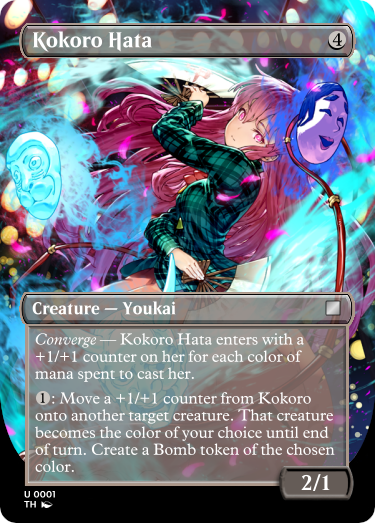 Kokoro Hata 4
Creature — Youkai
Converge — Kokoro Hata enters with a
+1/+1 counter on her for each color of
mana spent to cast her.
1: Move a +1/+1 counter from Kokoro
onto another target creature. That creature
becomes the color of your choice until end
of turn. Create a Bomb token of the chosen
color.
2/1
U 0001
TH